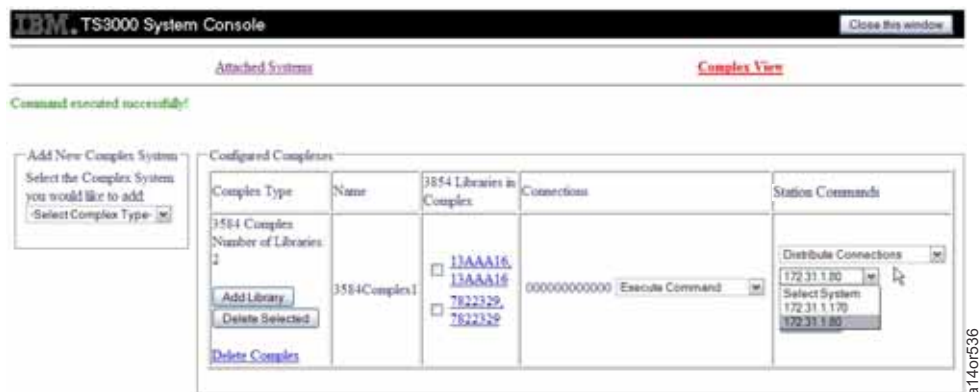 IBM. TS3000 System Console
Close this window
Attached Systems
Complex View
Command executed successfully!
Add New Complex System
Select the Complex System
you would like to add
-Select Complex Type-
Configured Complexes
Complex Type
Name
3854 Libraries in
Complex
Connections
Station Commands
3584 Complex
Number of Libraries:
2
Add Library
Delete Selected
Delete Complex
3584Complex1
13AAA16,
13AAA16
7822329,
7822329
000000000000
Execute Command
Distribute Connections
172.31.1.80
Select System
172.31.1.170
172.31.1.80
a14or536